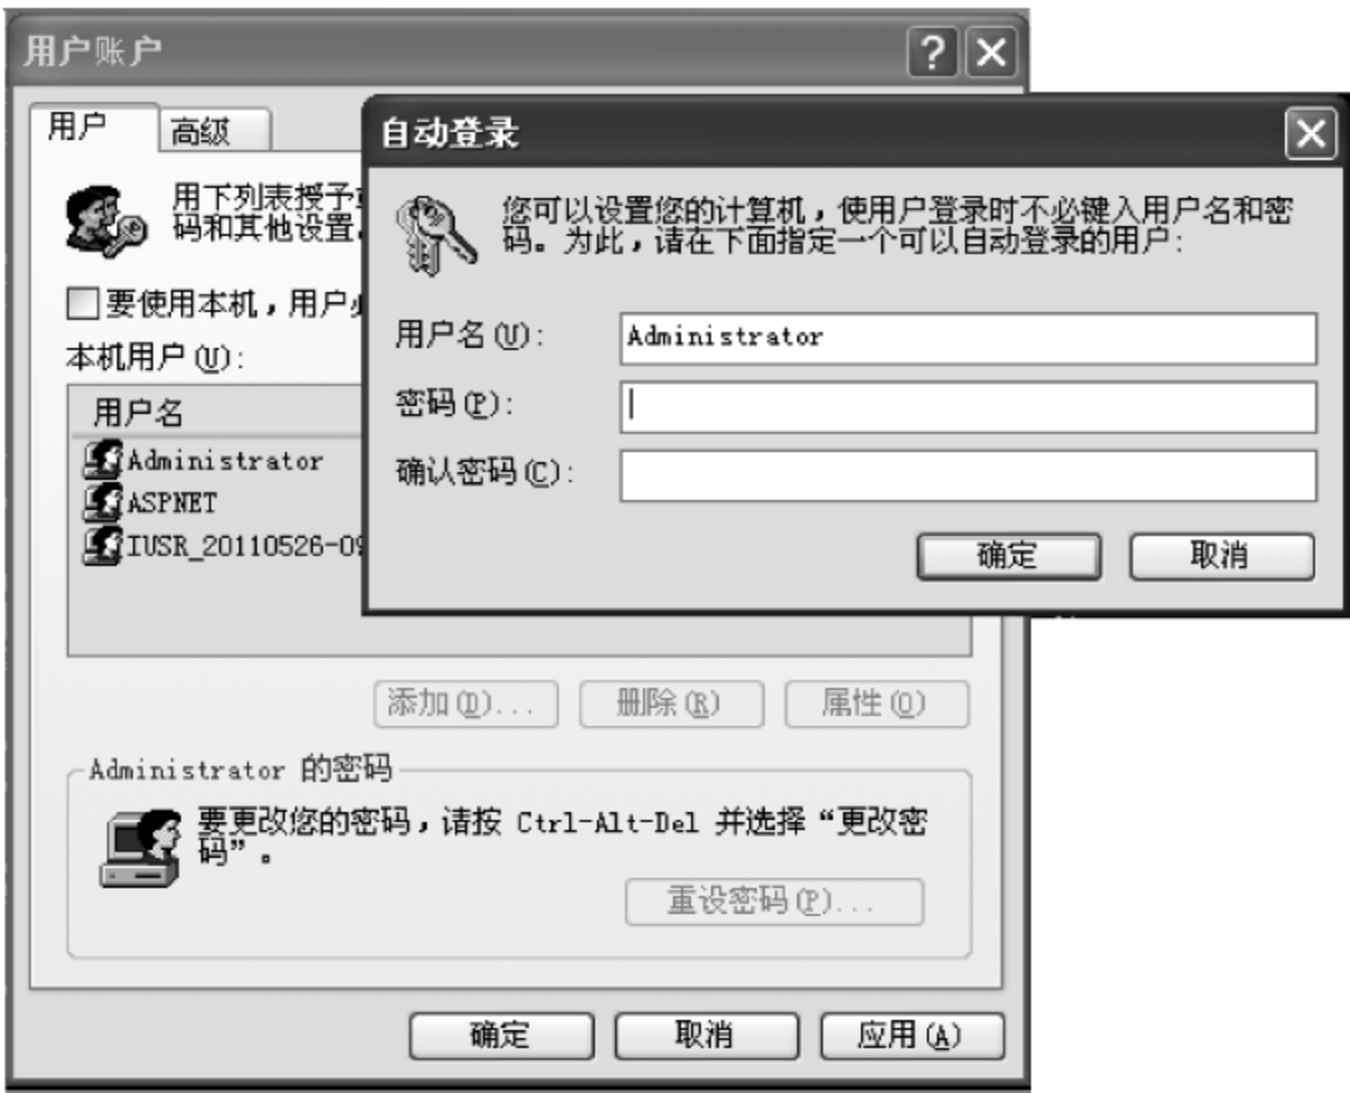 用户账户
用户
高级
用下列表授予
码和其他设置
要使用本机，用户
本机用户(U)：
用户名
Administrator
ASPNET
IUSR_20110526-09
添加(D)...
删除(R)
属性(O)
Administrator 的密码
要更改您的密码，请按 Ctrl-Alt-Del 并选择“更改密
码”。
重设密码(P)...
确定
取消
应用(A)
自动登录
您可以设置您的计算机，使用户登录时不必键入用户名和密
码。为此，请在下面指定一个可以自动登录的用户：
用户名(U)：
Administrator
密码(P)：
确认密码(C)：
确定
取消